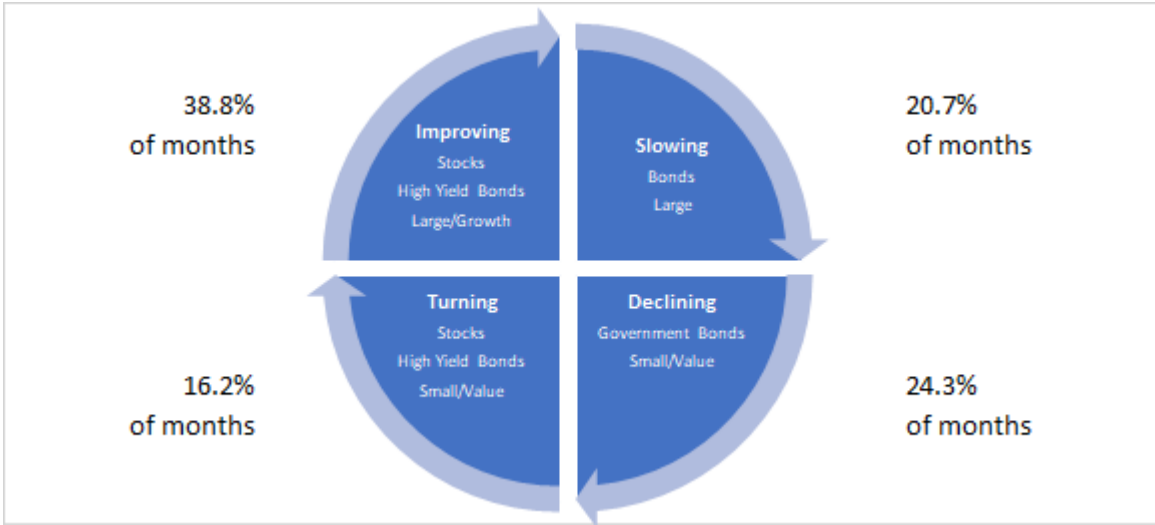 38.8%
of months
Improving
Stocks
High Yield Bonds
Large/Growth
Slowing
Bonds
Large
20.7%
of months
16.2%
of months
Turning
Stocks
High Yield Bonds
Small/Value
Declining
Government Bonds
Small/Value
24.3%
of months